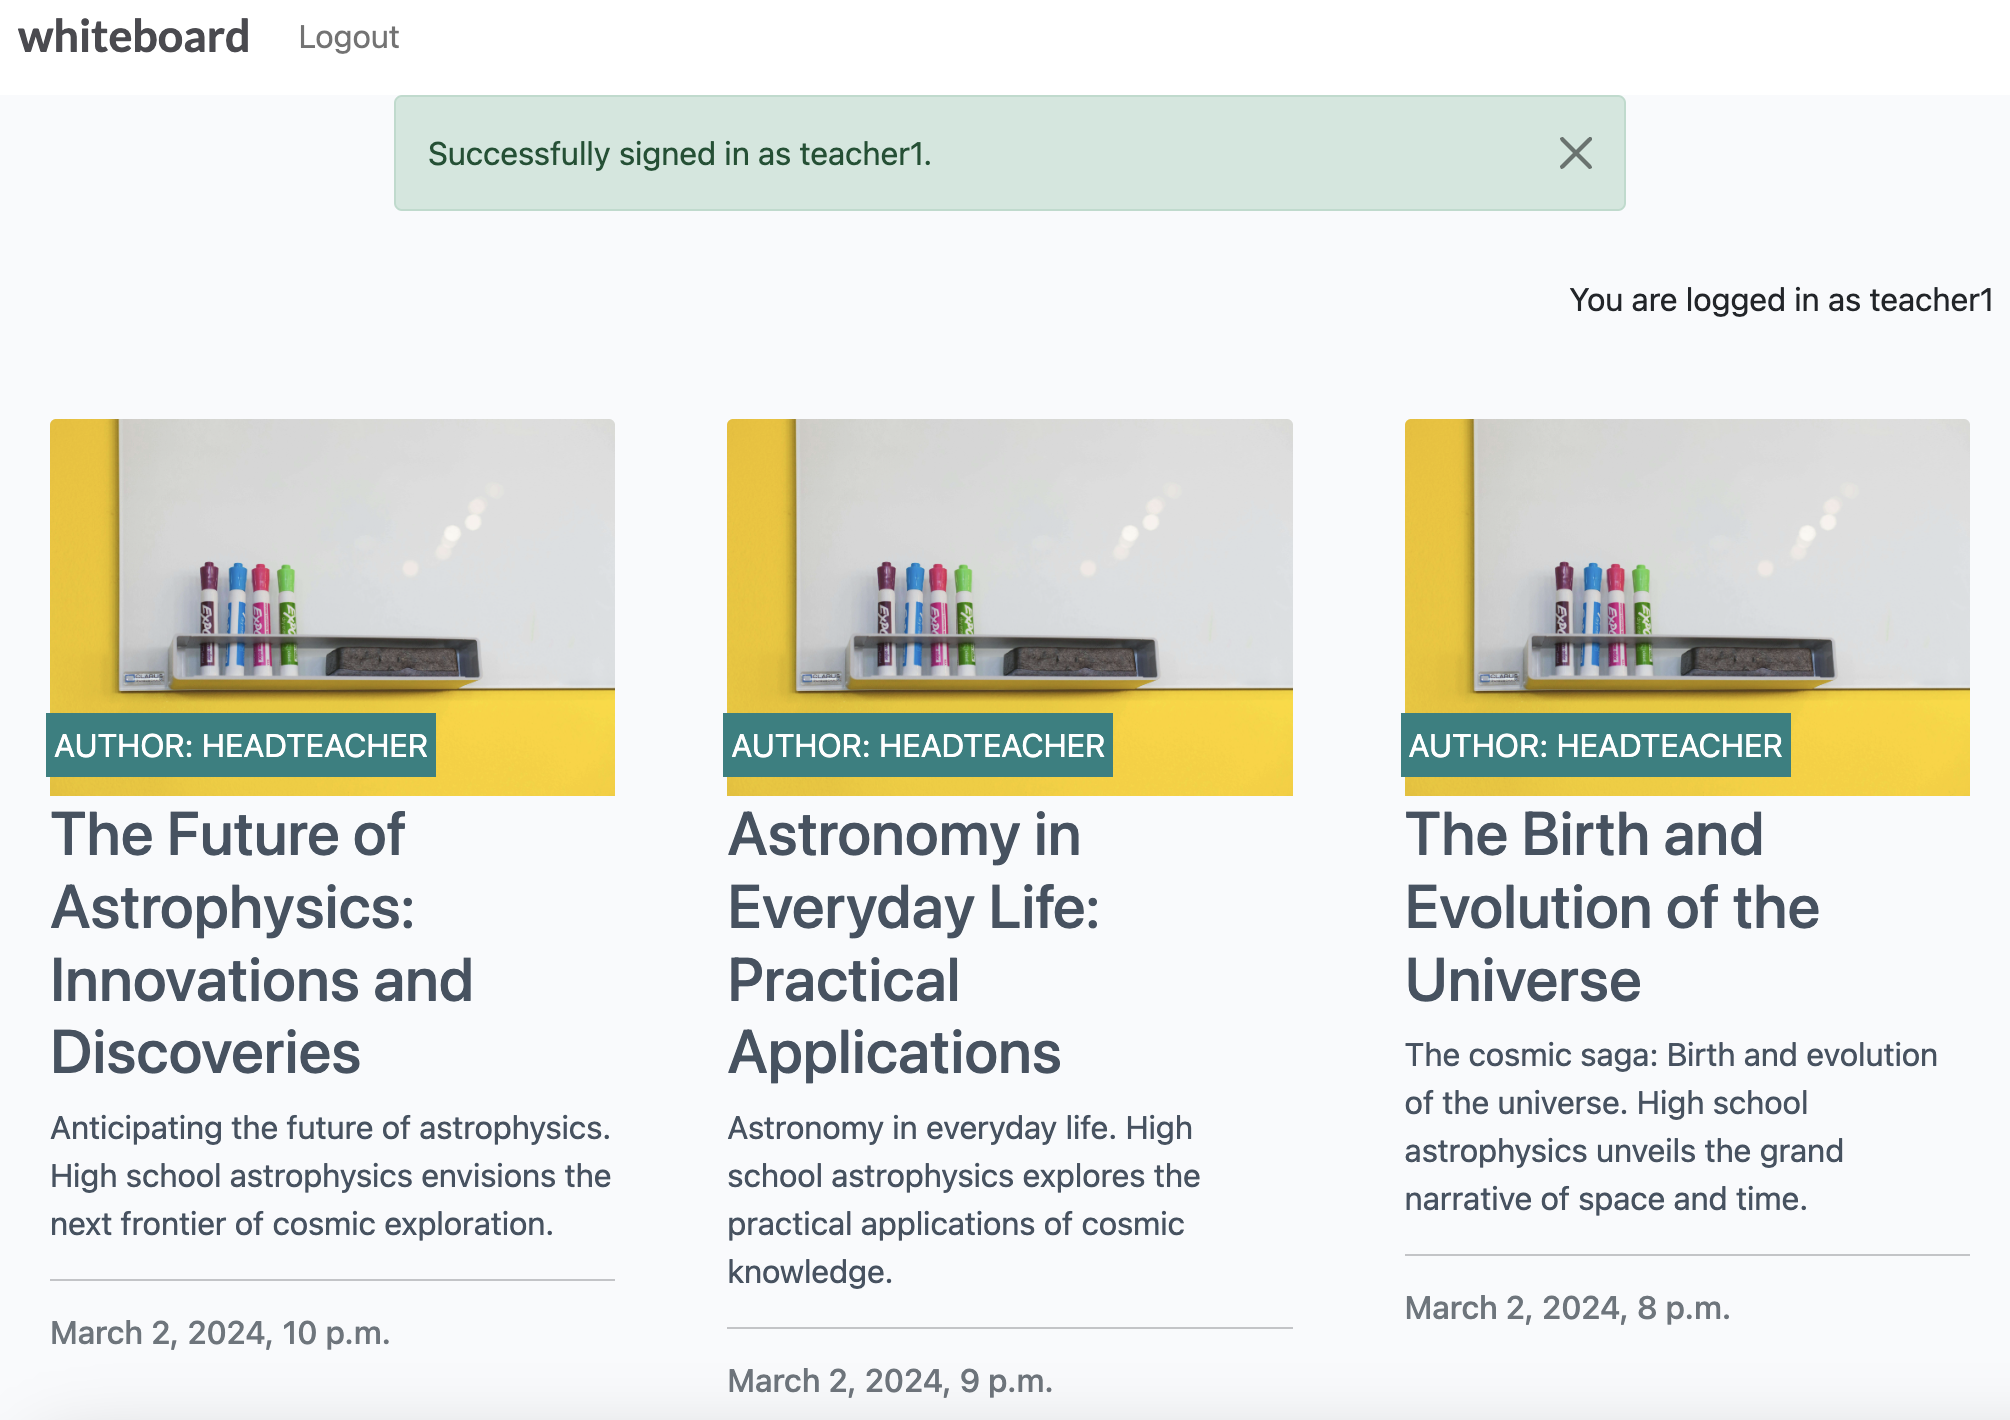 whiteboard Logout
Successfully signed in as teacher1.
You are logged in as teacher1
AUTHOR: HEADTEACHER
The Future of
Astrophysics:
Innovations and
Discoveries
Anticipating the future of astrophysics.
High school astrophysics envisions the
next frontier of cosmic exploration.
March 2, 2024, 10 p.m.
AUTHOR: HEADTEACHER
Astronomy in
Everyday Life:
Practical
Applications
Astronomy in everyday life. High
school astrophysics explores the
practical applications of cosmic
knowledge.
March 2, 2024, 9 p.m.
AUTHOR: HEADTEACHER
The Birth and
Evolution of the
Universe
The cosmic saga: Birth and evolution
of the universe. High school
astrophysics unveils the grand
narrative of space and time.
March 2, 2024, 8 p.m.